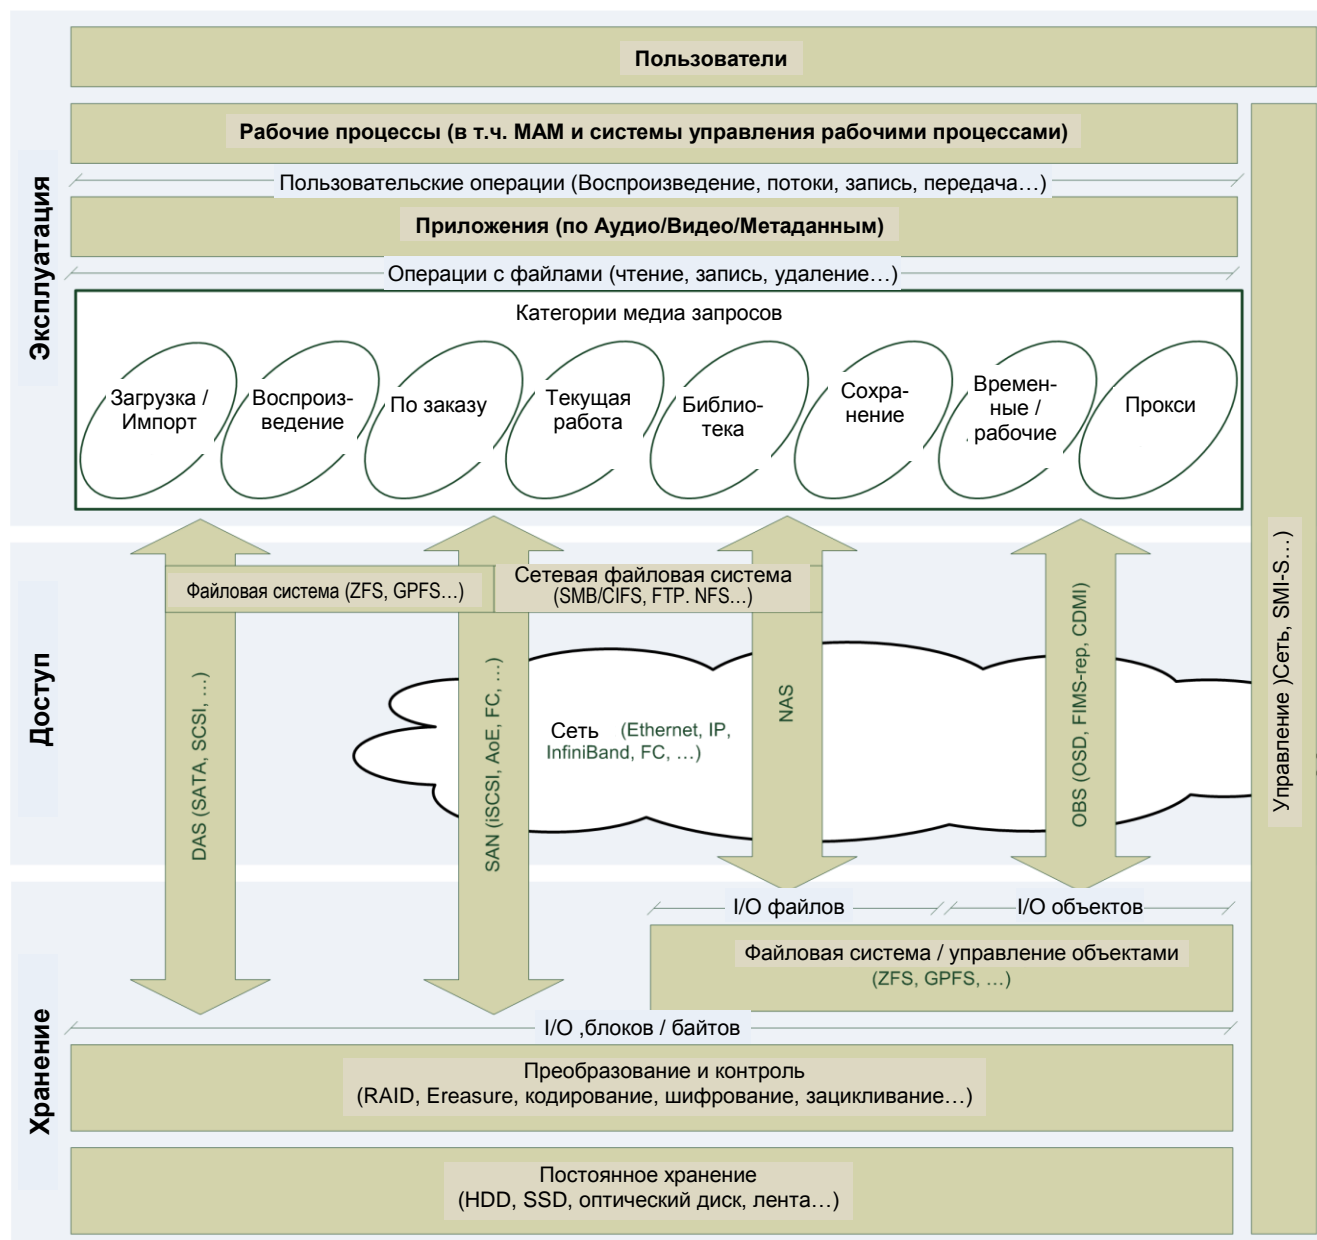 Пользователи
Рабочие процессы (в т.ч. МАМ и системы управления рабочими процессами)
Пользовательские операции (Воспроизведение, потоки, запись, передача…)
Приложения (по Аудио/Видео/Метаданным)
Операции с файлами (чтение, запись, удаление…)
Эксплуатация
Категории медиа запросов
Загрузка /
Импорт
Воспроиз-
ведение
По заказу
Текущая
работа
Библио-
тека
Сохра-
нение
Времен-
ные /
рабочие
Прокси
Доступ
Файловая система (ZFS, GPFS…)
Сетевая файловая система
(SMB/CIFS, FTP. NFS…)
DAS (SATA, SCSI, …)
SAN (iSCSI, AoE, FC, …)
Сеть (Ethernet, IP,
InfiniBand, FC, …)
NAS
OBS (OSD, FIMS-rep, CDMI)
Управление )Сеть, SMI-S…)
Хранение
I/O файлов
I/O объектов
Файловая система / управление объектами
(ZFS, GPFS, …)
I/O ,блоков / байтов
Преобразование и контроль
(RAID, Ereasure, кодирование, шифрование, зацикливание…)
Постоянное хранение
(HDD, SSD, оптический диск, лента…)